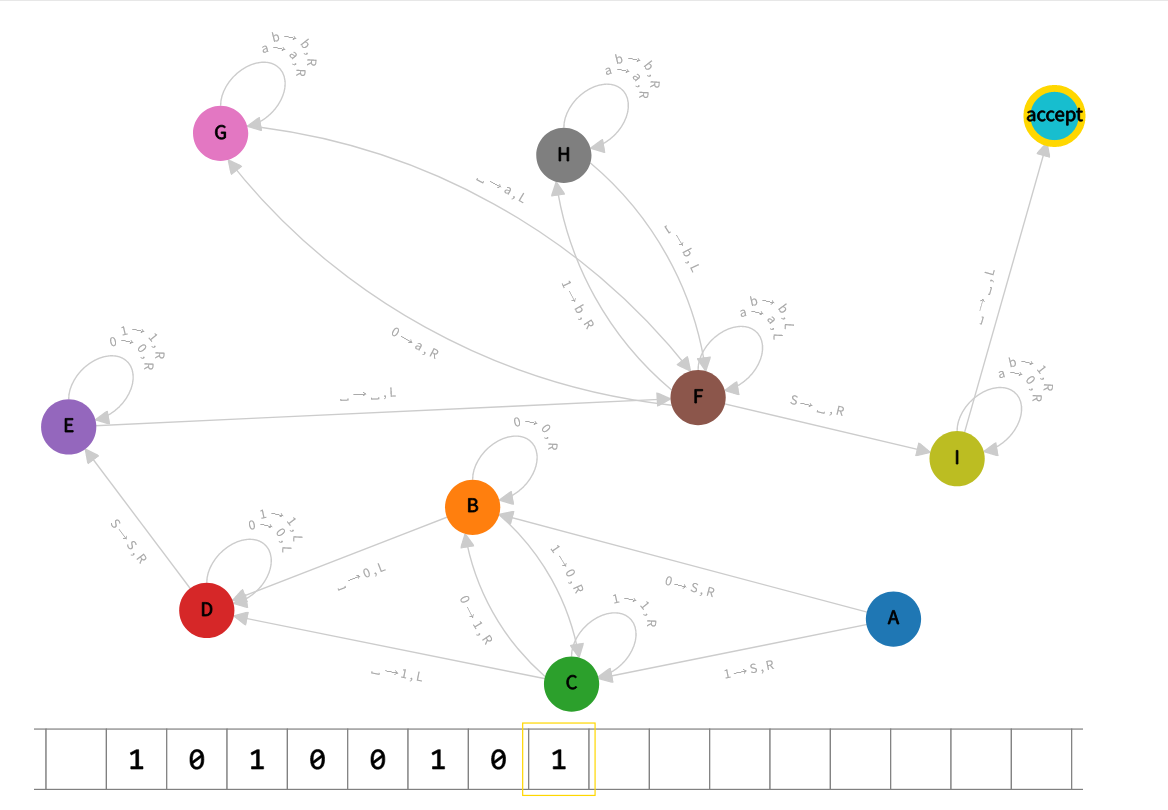 b→b,R
a→a,R
G
b→b,R
a→a,R
H
accept
␣→a,L
␣→b,L
1→b,R
0→a,R
b→b,L
a→a,L
F
1→1,R
0→0,R
E
␣→␣,L
S→␣,R
b→1,R
a→0,R
I
␣→␣,L
0→0,R
B
S→S,R
1→1,L
0→0,L
D
␣→0,L
1→0,R
0→S,R
0→1,R
1→1,R
A
␣→1,L
C
1→S,R
1 0 1 0 0 1 0 1